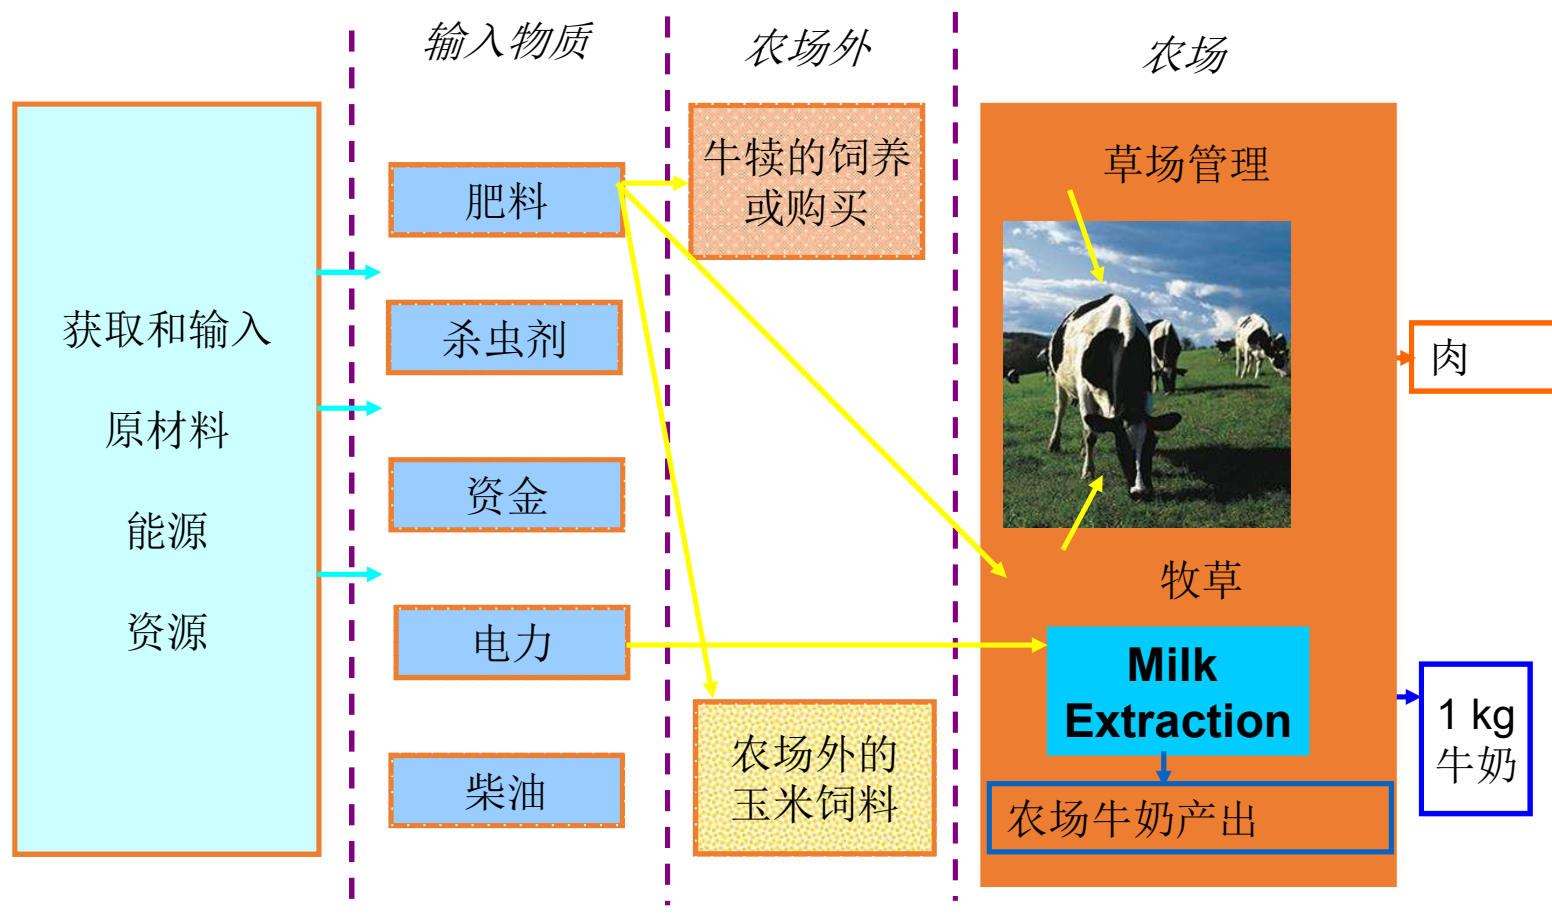 输入物质
农场外
农场
获取和输入
原材料
能源
资源
肥料
杀虫剂
资金
电力
柴油
牛犊的饲养
或购买
农场外的
玉米饲料
草场管理
牧草
Milk
Extraction
农场牛奶产出
肉
1 kg
牛奶